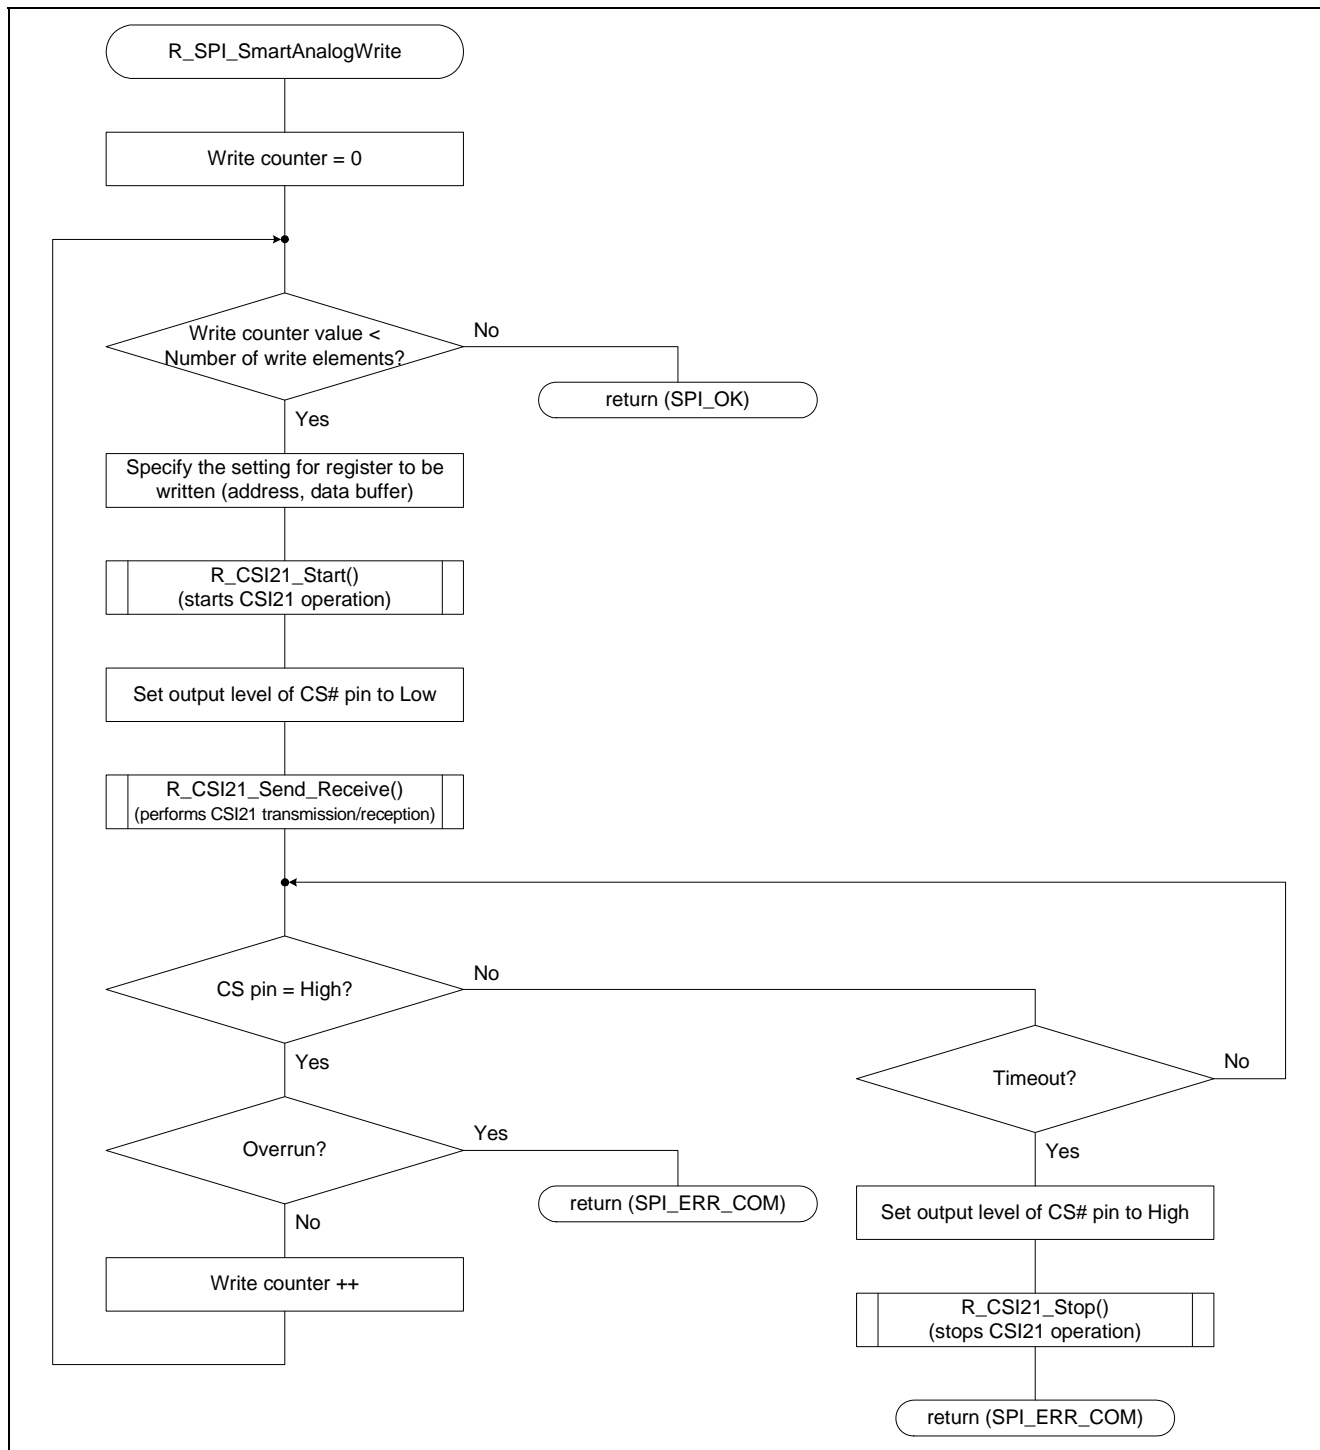 R_SPI_SmartAnalogWrite
Write counter = 0
Write counter value <
Number of write elements?
No
return (SPI_OK)
Yes
Specify the setting for register to be
written (address, data buffer)
R_CSI21_Start()
(starts CSI21 operation)
Set output level of CS# pin to Low
R_CSI21_Send_Receive()
(performs CSI21 transmission/reception)
CS pin = High?
No
Yes
Timeout?
No
Yes
Overrun?
Yes
return (SPI_ERR_COM)
No
Set output level of CS# pin to High
Write counter ++
R_CSI21_Stop()
(stops CSI21 operation)
return (SPI_ERR_COM)